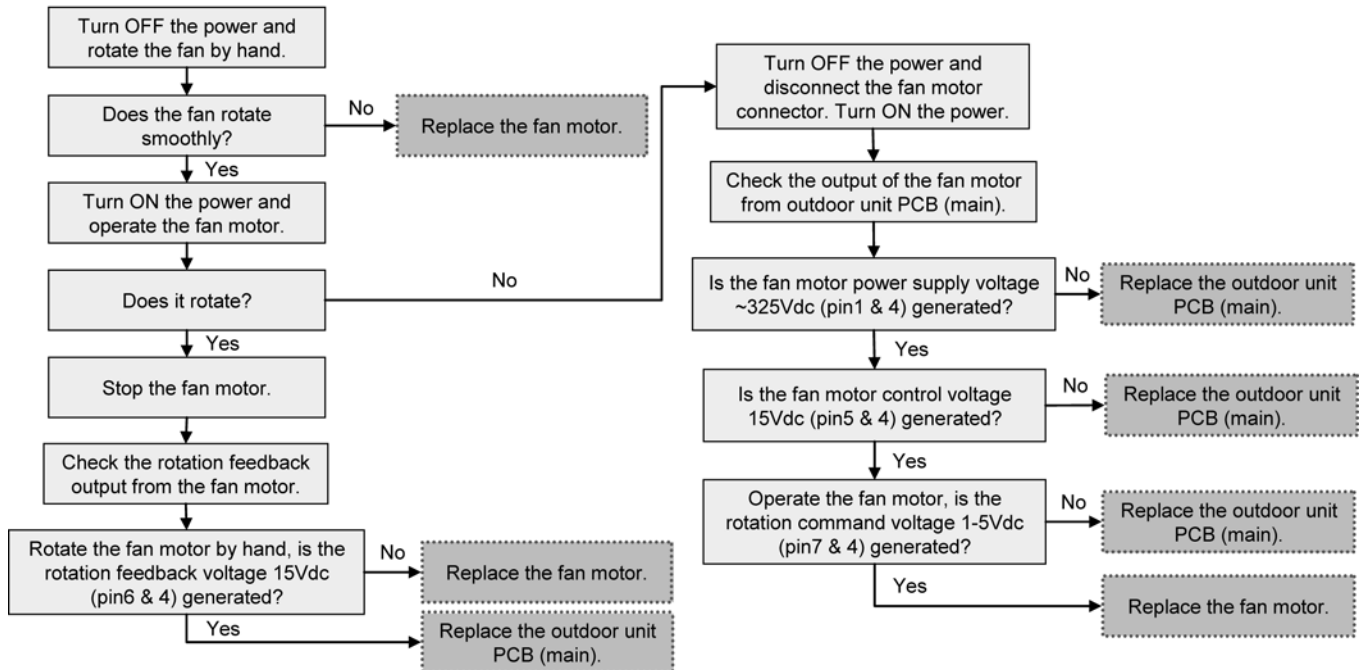 Turn OFF the power and
rotate the fan by hand.
Does the fan rotate
smoothly?
No
Replace the fan motor.
Yes
Turn ON the power and
operate the fan motor.
Does it rotate?
No
Yes
Stop the fan motor.
Check the rotation feedback
output from the fan motor.
Rotate the fan motor by hand, is the
rotation feedback voltage 15Vdc
(pin6 & 4) generated?
No
Replace the fan motor.
Yes
Replace the outdoor unit
PCB (main).
Turn OFF the power and
disconnect the fan motor
connector. Turn ON the power.
Check the output of the fan motor
from outdoor unit PCB (main).
Is the fan motor power supply voltage
~325Vdc (pin1 & 4) generated?
No
Replace the outdoor unit
PCB (main).
Yes
Is the fan motor control voltage
15Vdc (pin5 & 4) generated?
No
Replace the outdoor unit
PCB (main).
Yes
Operate the fan motor, is the
rotation command voltage 1-5Vdc
(pin7 & 4) generated?
No
Replace the outdoor unit
PCB (main).
Yes
Replace the fan motor.